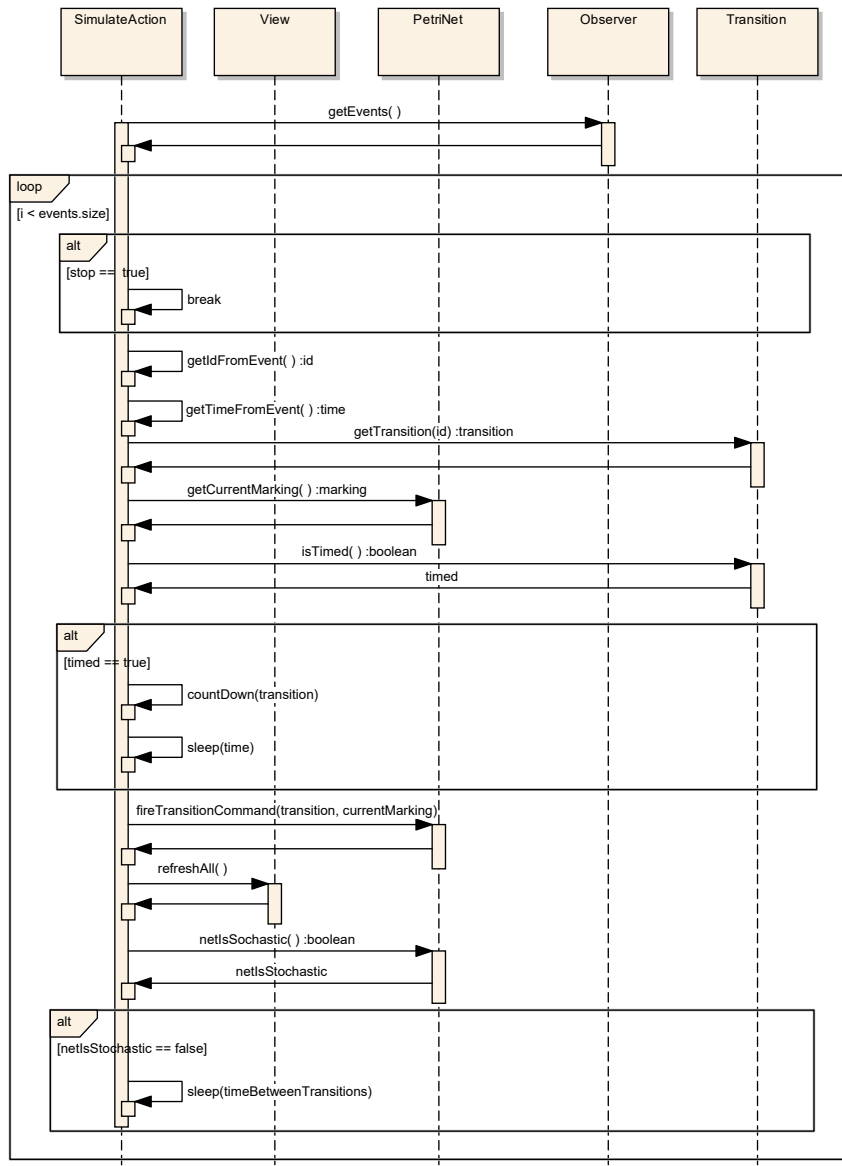 SimulateAction
View
PetriNet
Observer
Transition
getEvents( )
loop
[i < events.size]
alt
[stop == true]
break
getIdFromEvent( ) :id
getTimeFromEvent( ) :time
getTransition(id) :transition
getCurrentMarking( ) :marking
isTimed( ) :boolean
timed
alt
[timed == true]
countDown(transition)
sleep(time)
fireTransitionCommand(transition, currentMarking)
refreshAll( )
netIsSochastic( ) :boolean
netIsStochastic
alt
[netIsStochastic == false]
sleep(timeBetweenTransitions)